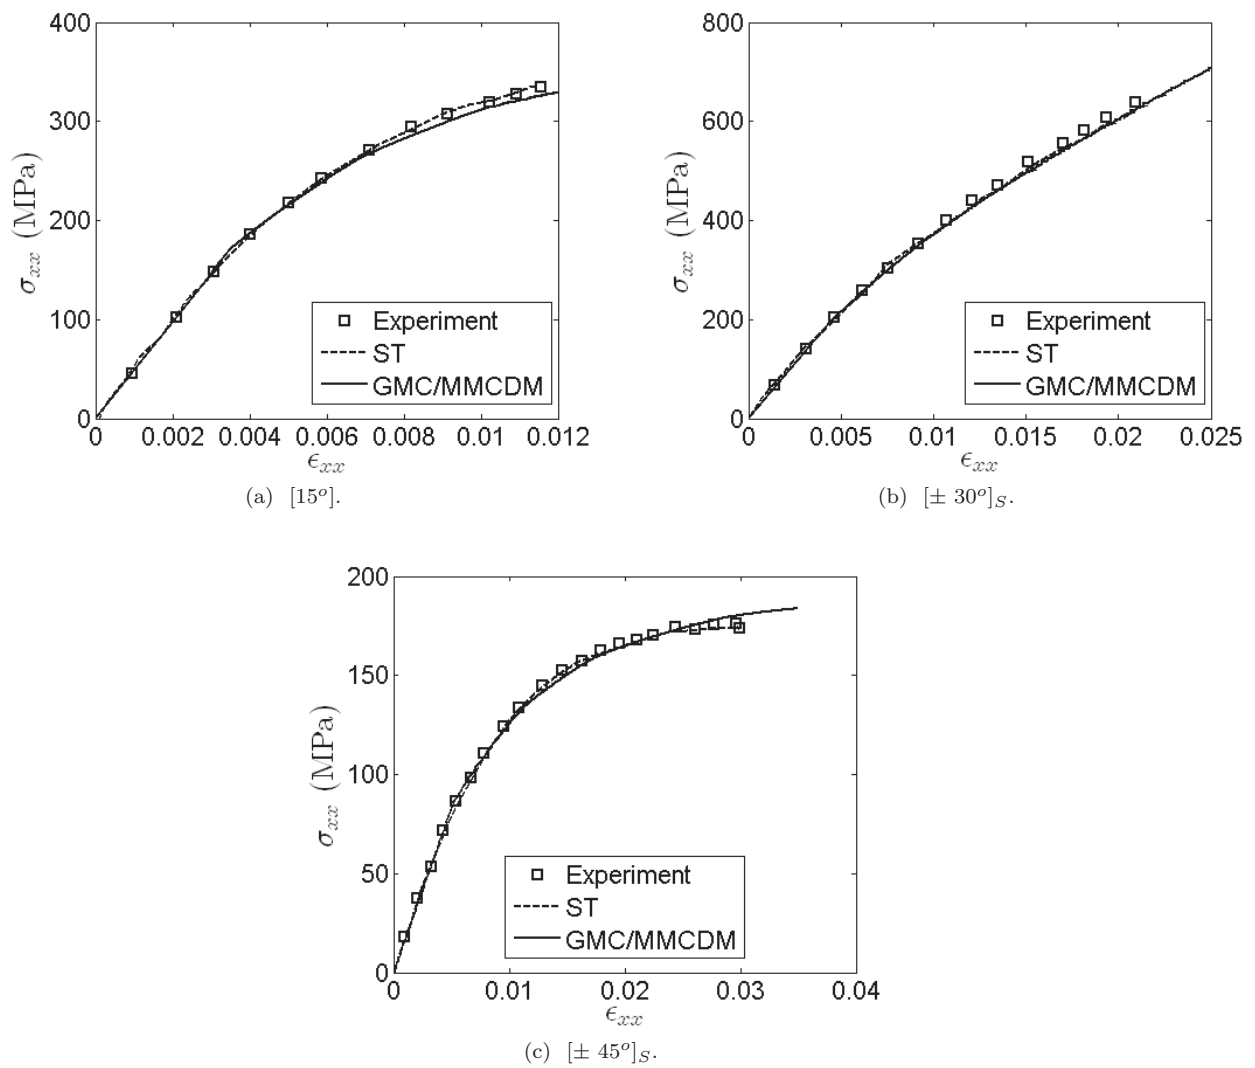 400
300
200
100
0
σxx (MPa)
0 0.002 0.004 0.006 0.008 0.01 0.012
ϵxx
Experiment
ST
GMC/MMCDM
(a) [15°].
800
600
400
200
0
σxx (MPa)
0 0.005 0.01 0.015 0.02 0.025
ϵxx
Experiment
ST
GMC/MMCDM
(b) [± 30°]S.
200
150
100
50
0
σxx (MPa)
0 0.01 0.02 0.03 0.04
ϵxx
Experiment
ST
GMC/MMCDM
(c) [± 45°]S.